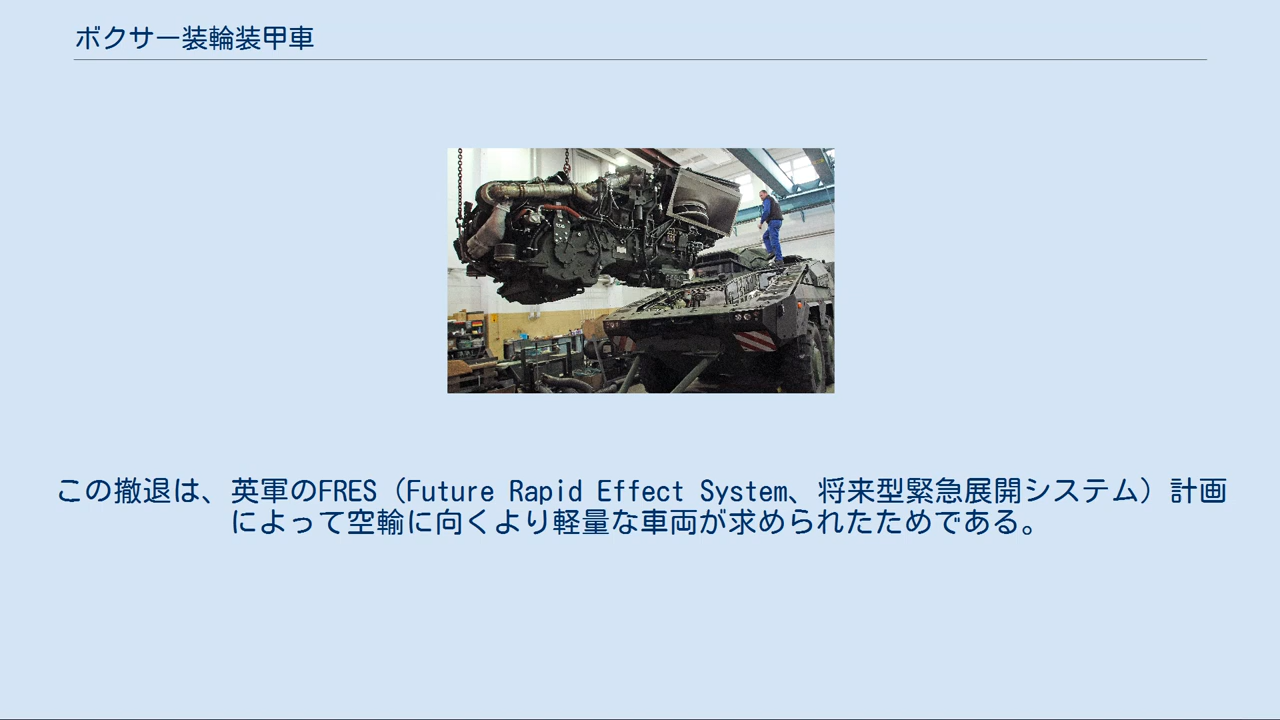 ボクサー装輪装甲車
この撤退は、英軍のFRES（Future Rapid Effect System、将来型緊急展開システム）計画
によって空輸に向くより軽量な車両が求められたためである。